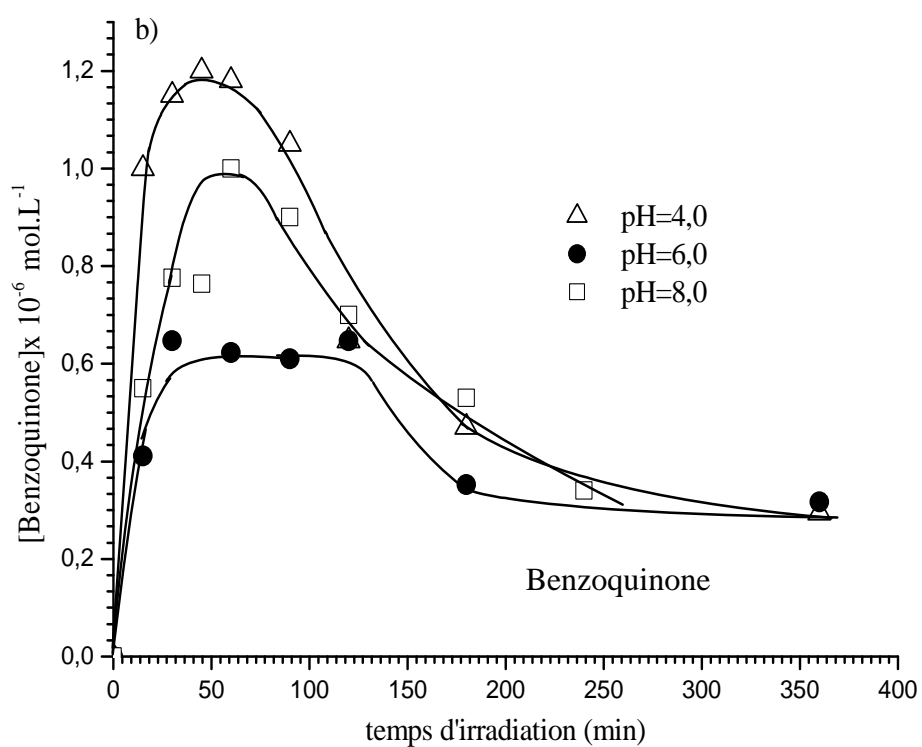 b)
1,2
1,0
0,8
0,6
0,4
0,2
0,0
[Benzoquinone]x 10⁻⁶ mol.L⁻¹
pH=4,0
pH=6,0
pH=8,0
Benzoquinone
0 50 100 150 200 250 300 350 400
temps d'irradiation (min)